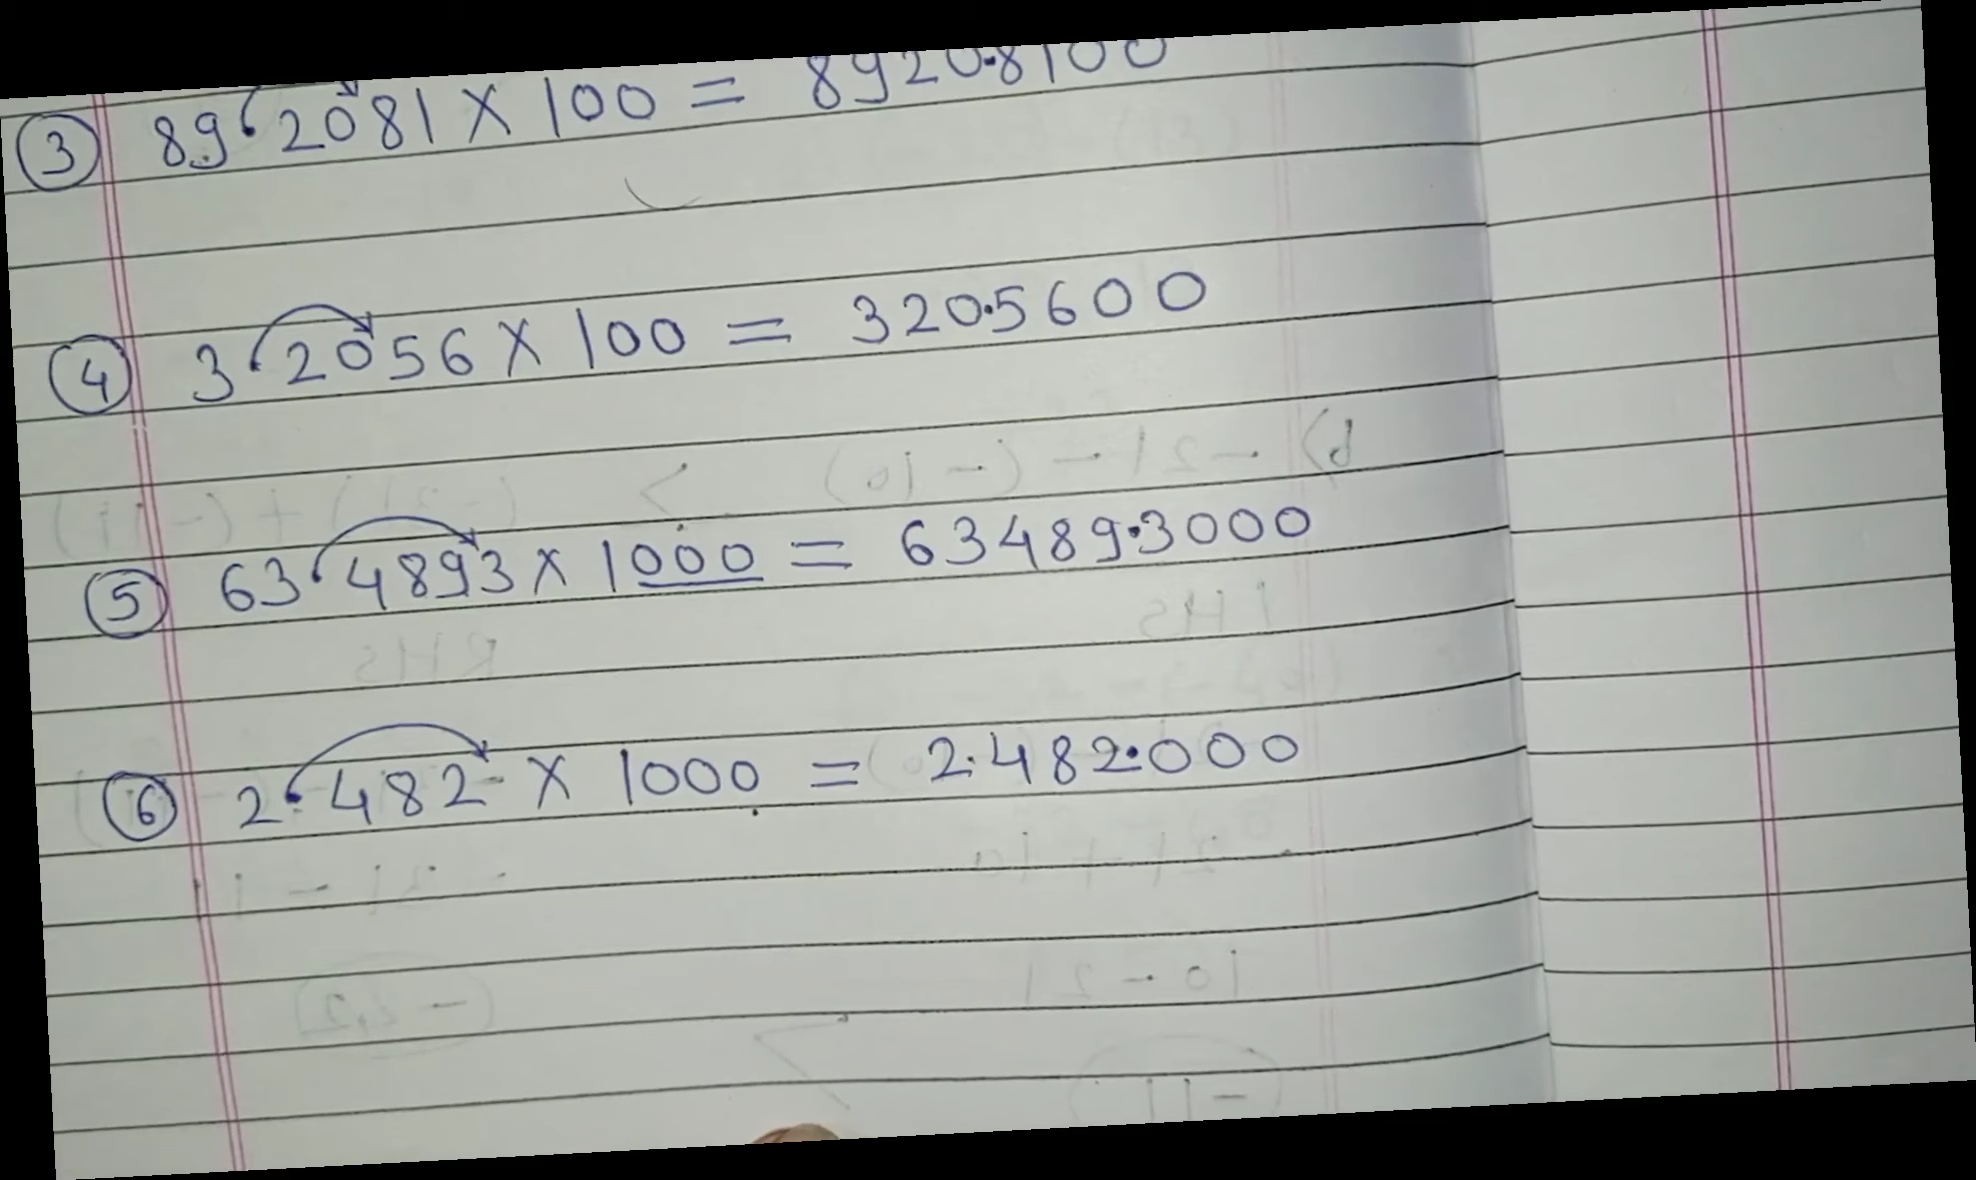 ③ 89.2081 X 100 = 8920.8100
④ 3.2056 X 100 = 320.5600
⑤ 63.4893 X 1000 = 63489.3000
⑥ 2.482 X 1000 = 2.482.000